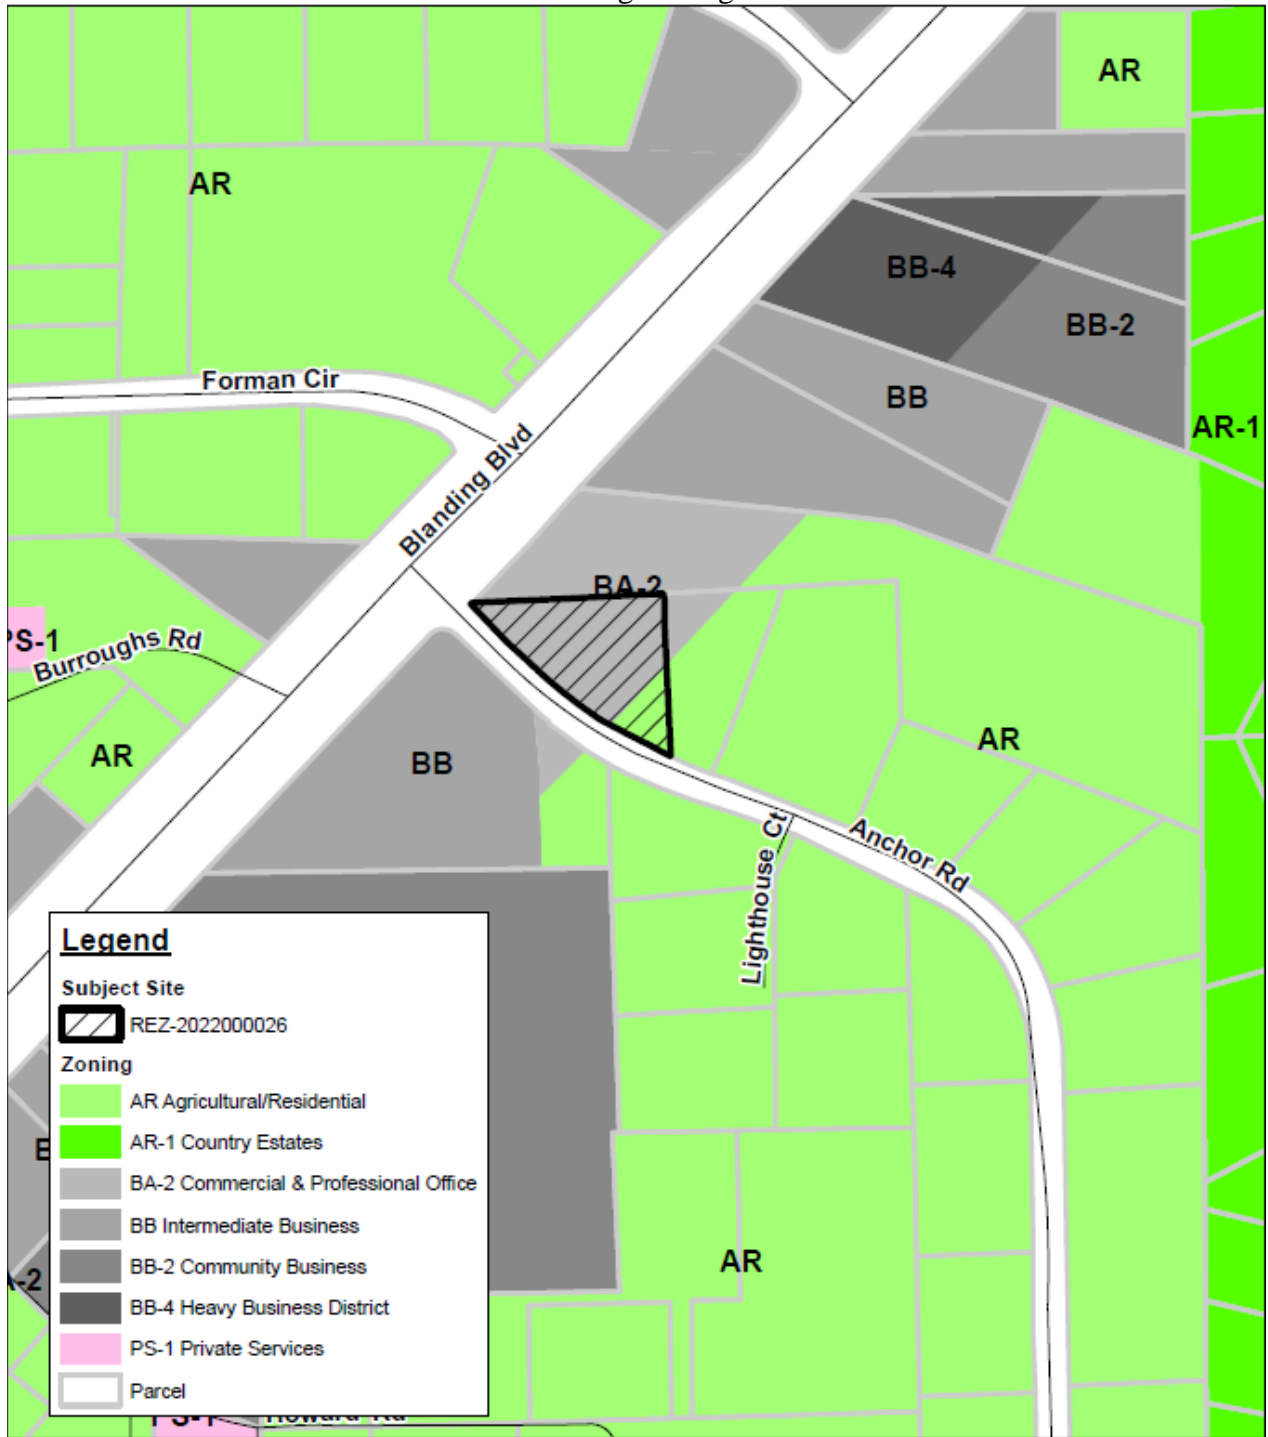 AR
AR
BB-4
BB-2
Forman Cir
BB
AR-1
Blanding Blvd
BA-2
PS-1
Burroughs Rd
AR
BB
AR
Lighthouse Ct
Anchor Rd
Legend
Subject Site
REZ-2022000026
Zoning
AR Agricultural/Residential
AR-1 Country Estates
BA-2 Commercial & Professional Office
BB Intermediate Business
BB-2 Community Business
BB-4 Heavy Business District
PS-1 Private Services
Parcel
AR
-2